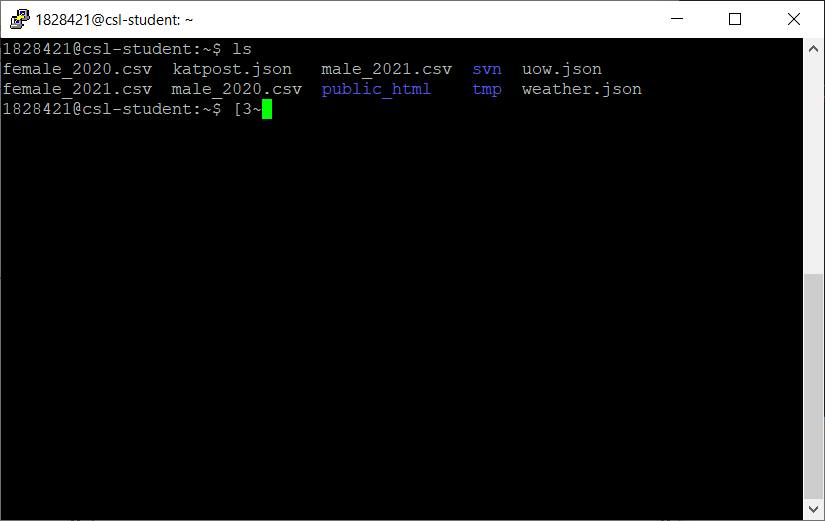 1828421@csl-student: ~
1828421@csl-student:~$ ls
female_2020.csv  katpost.json   male_2021.csv  svn  uow.json
female_2021.csv  male_2020.csv  public_html    tmp  weather.json
1828421@csl-student:~$ [3~